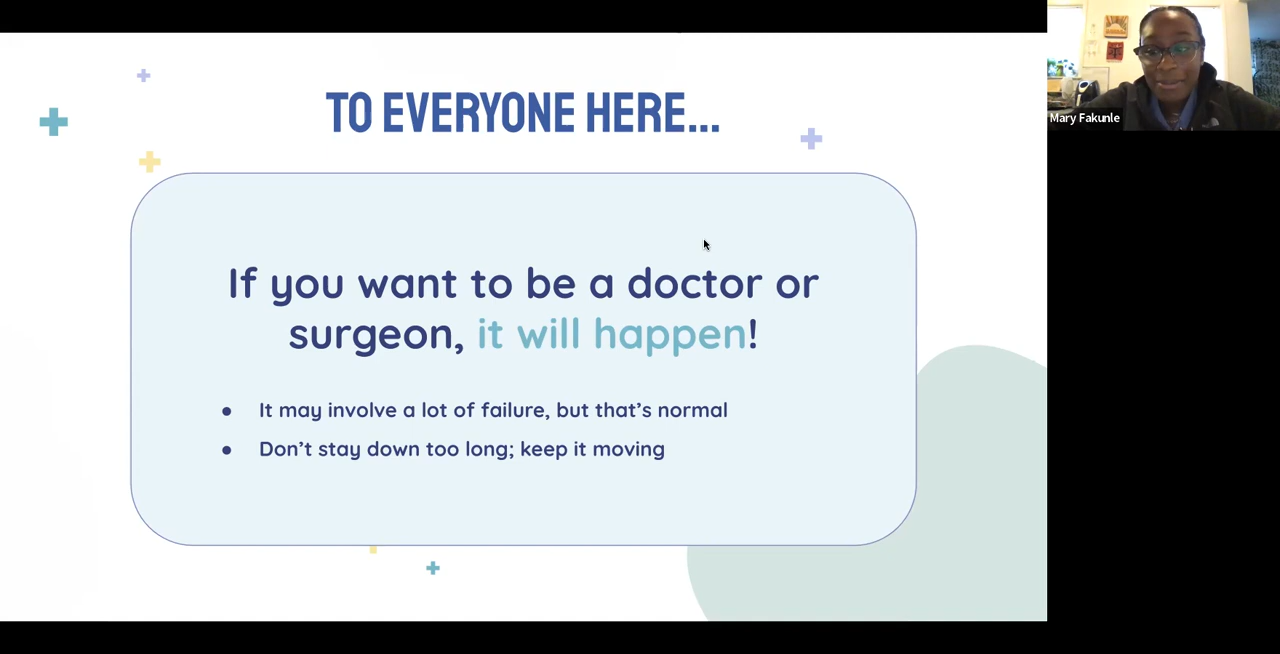 TO EVERYONE HERE...
If you want to be a doctor or
surgeon, it will happen!
● It may involve a lot of failure, but that’s normal
● Don’t stay down too long; keep it moving
Mary Fakunle